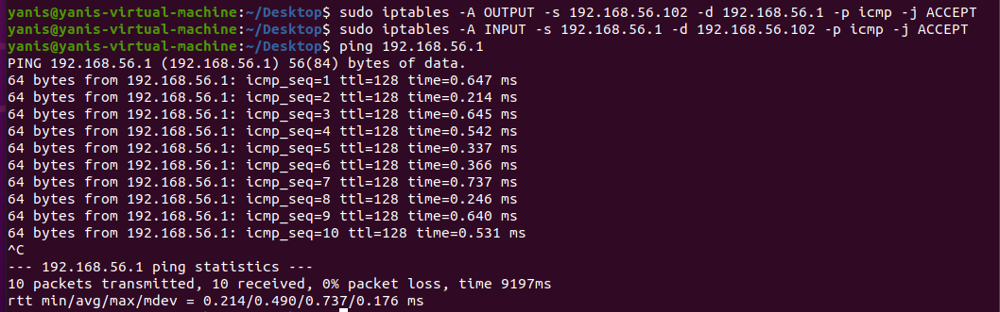 yanis@yanis-virtual-machine:~/Desktop$ sudo iptables -A OUTPUT -s 192.168.56.102 -d 192.168.56.1 -p icmp -j ACCEPT
yanis@yanis-virtual-machine:~/Desktop$ sudo iptables -A INPUT -s 192.168.56.1 -d 192.168.56.102 -p icmp -j ACCEPT
yanis@yanis-virtual-machine:~/Desktop$ ping 192.168.56.1
PING 192.168.56.1 (192.168.56.1) 56(84) bytes of data.
64 bytes from 192.168.56.1: icmp_seq=1 ttl=128 time=0.647 ms
64 bytes from 192.168.56.1: icmp_seq=2 ttl=128 time=0.214 ms
64 bytes from 192.168.56.1: icmp_seq=3 ttl=128 time=0.645 ms
64 bytes from 192.168.56.1: icmp_seq=4 ttl=128 time=0.542 ms
64 bytes from 192.168.56.1: icmp_seq=5 ttl=128 time=0.337 ms
64 bytes from 192.168.56.1: icmp_seq=6 ttl=128 time=0.366 ms
64 bytes from 192.168.56.1: icmp_seq=7 ttl=128 time=0.737 ms
64 bytes from 192.168.56.1: icmp_seq=8 ttl=128 time=0.246 ms
64 bytes from 192.168.56.1: icmp_seq=9 ttl=128 time=0.640 ms
64 bytes from 192.168.56.1: icmp_seq=10 ttl=128 time=0.531 ms
^C
--- 192.168.56.1 ping statistics ---
10 packets transmitted, 10 received, 0% packet loss, time 9197ms
rtt min/avg/max/mdev = 0.214/0.490/0.737/0.176 ms